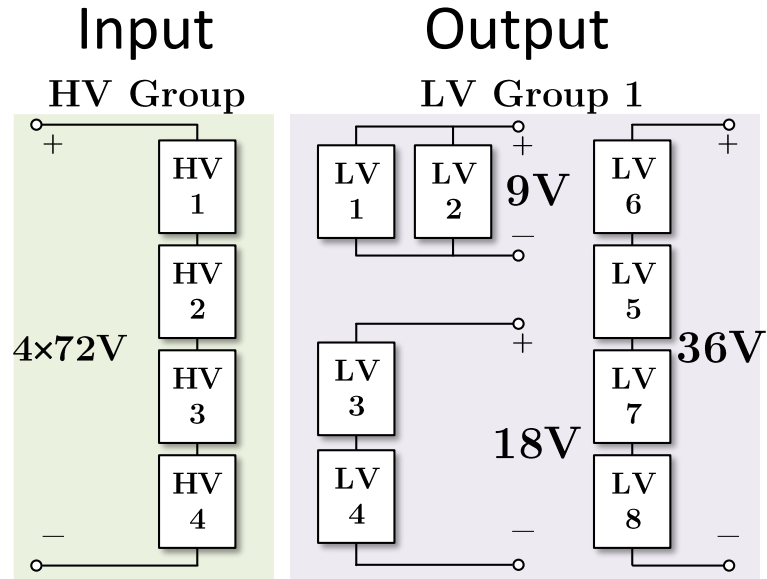 Input
HV Group
+
HV
1
HV
2
4×72V
HV
3
HV
4
−
Output
LV Group 1
LV
1
LV
2
+
9V
−
LV
3
LV
4
+
18V
−
+
LV
6
LV
5
36V
LV
7
LV
8
−